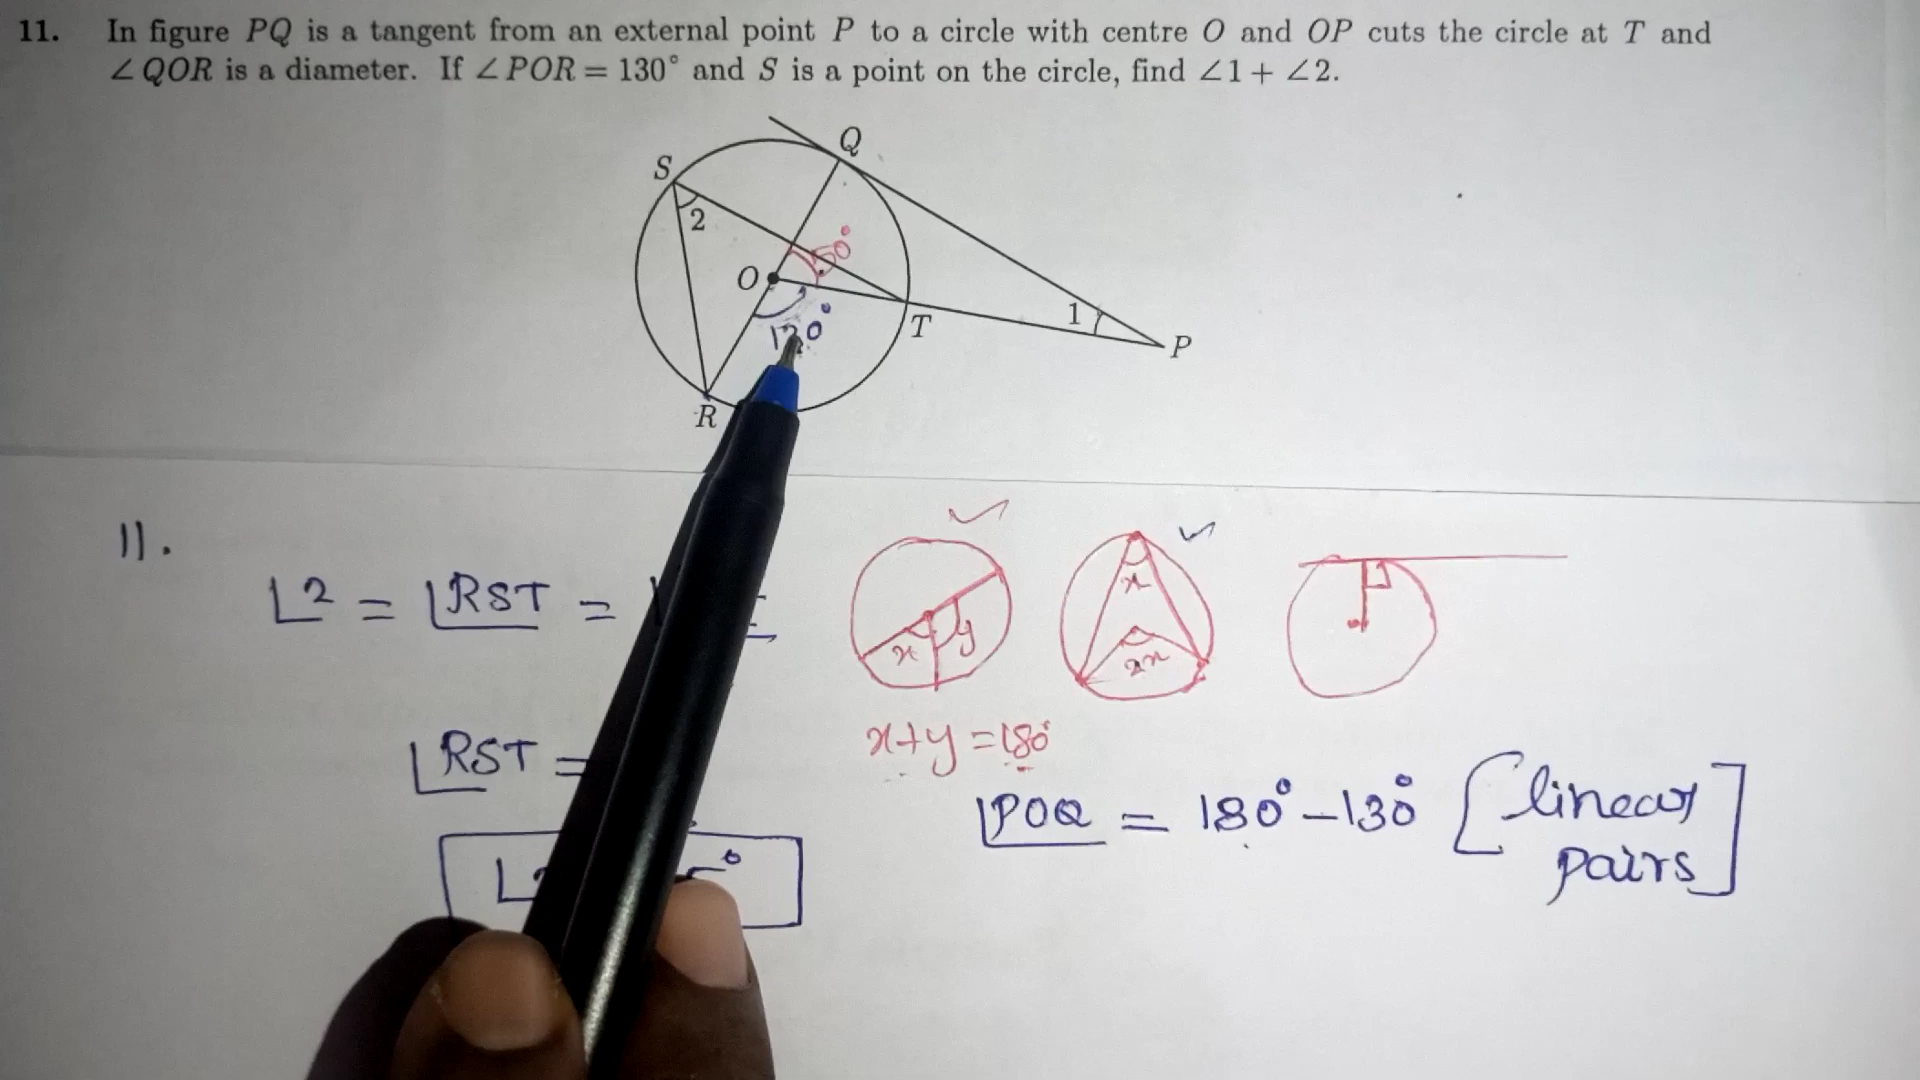 11. In figure PQ is a tangent from an external point P to a circle with centre O and OP cuts the circle at T and
∠QOR is a diameter. If ∠POR = 130° and S is a point on the circle, find ∠1 + ∠2.
Q
S
2
50°
O
130°
1
T
P
R
11.
∠2 = ∠RST =
x
x y
2x
∠RST =
x+y = 180°
∠POQ = 180° - 130° [linear
pairs]